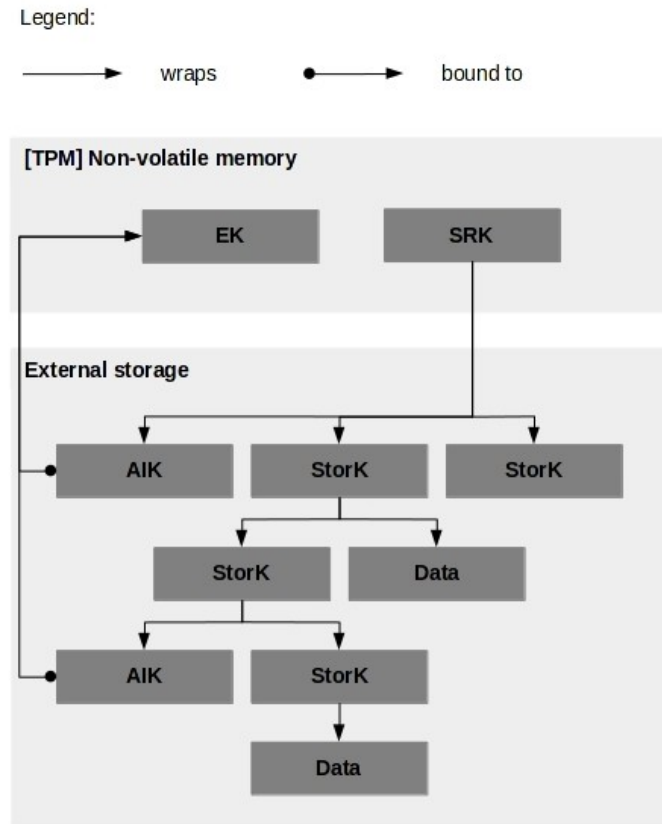 Legend:
wraps bound to
[TPM] Non-volatile memory
EK SRK
External storage
AIK StorK StorK
StorK Data
AIK StorK
Data